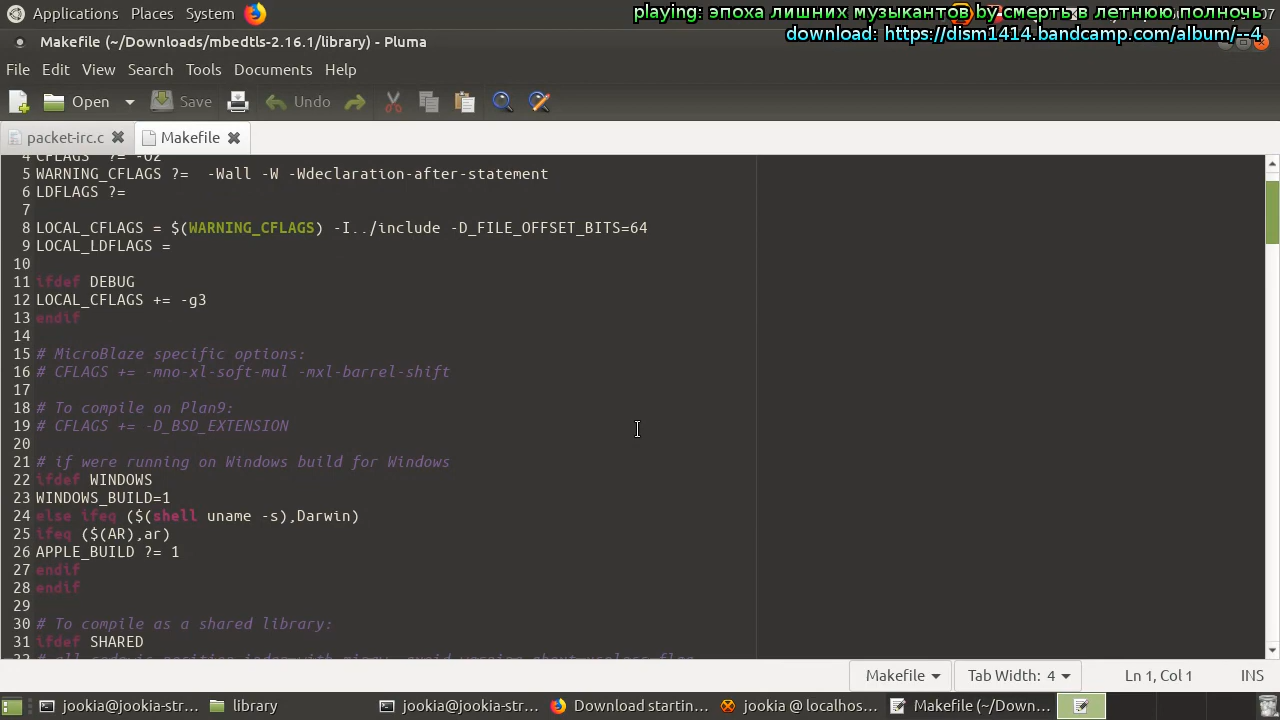 Applications Places System 07
playing: эпоха лишних музыкантов by смерть в летнюю полночь
download: https://dism1414.bandcamp.com/album/--4
Makefile (~/Downloads/mbedtls-2.16.1/library) - Pluma
File Edit View Search Tools Documents Help
Open Save Undo
packet-irc.c Makefile
4 CFLAGS ?= -O2
5 WARNING_CFLAGS ?=  -Wall -W -Wdeclaration-after-statement
6 LDFLAGS ?=
7
8 LOCAL_CFLAGS = $(WARNING_CFLAGS) -I../include -D_FILE_OFFSET_BITS=64
9 LOCAL_LDFLAGS =
10
11 ifdef DEBUG
12 LOCAL_CFLAGS += -g3
13 endif
14
15 # MicroBlaze specific options:
16 # CFLAGS += -mno-xl-soft-mul -mxl-barrel-shift
17
18 # To compile on Plan9:
19 # CFLAGS += -D_BSD_EXTENSION
20
21 # if were running on Windows build for Windows
22 ifdef WINDOWS
23 WINDOWS_BUILD=1
24 else ifeq ($(shell uname -s),Darwin)
25 ifeq ($(AR),ar)
26 APPLE_BUILD ?= 1
27 endif
28 endif
29
30 # To compile as a shared library:
31 ifdef SHARED
Makefile Tab Width: 4 Ln 1, Col 1 INS
jookia@jookia-str... library jookia@jookia-str... Download startin... jookia @ localhos... Makefile (~/Down...